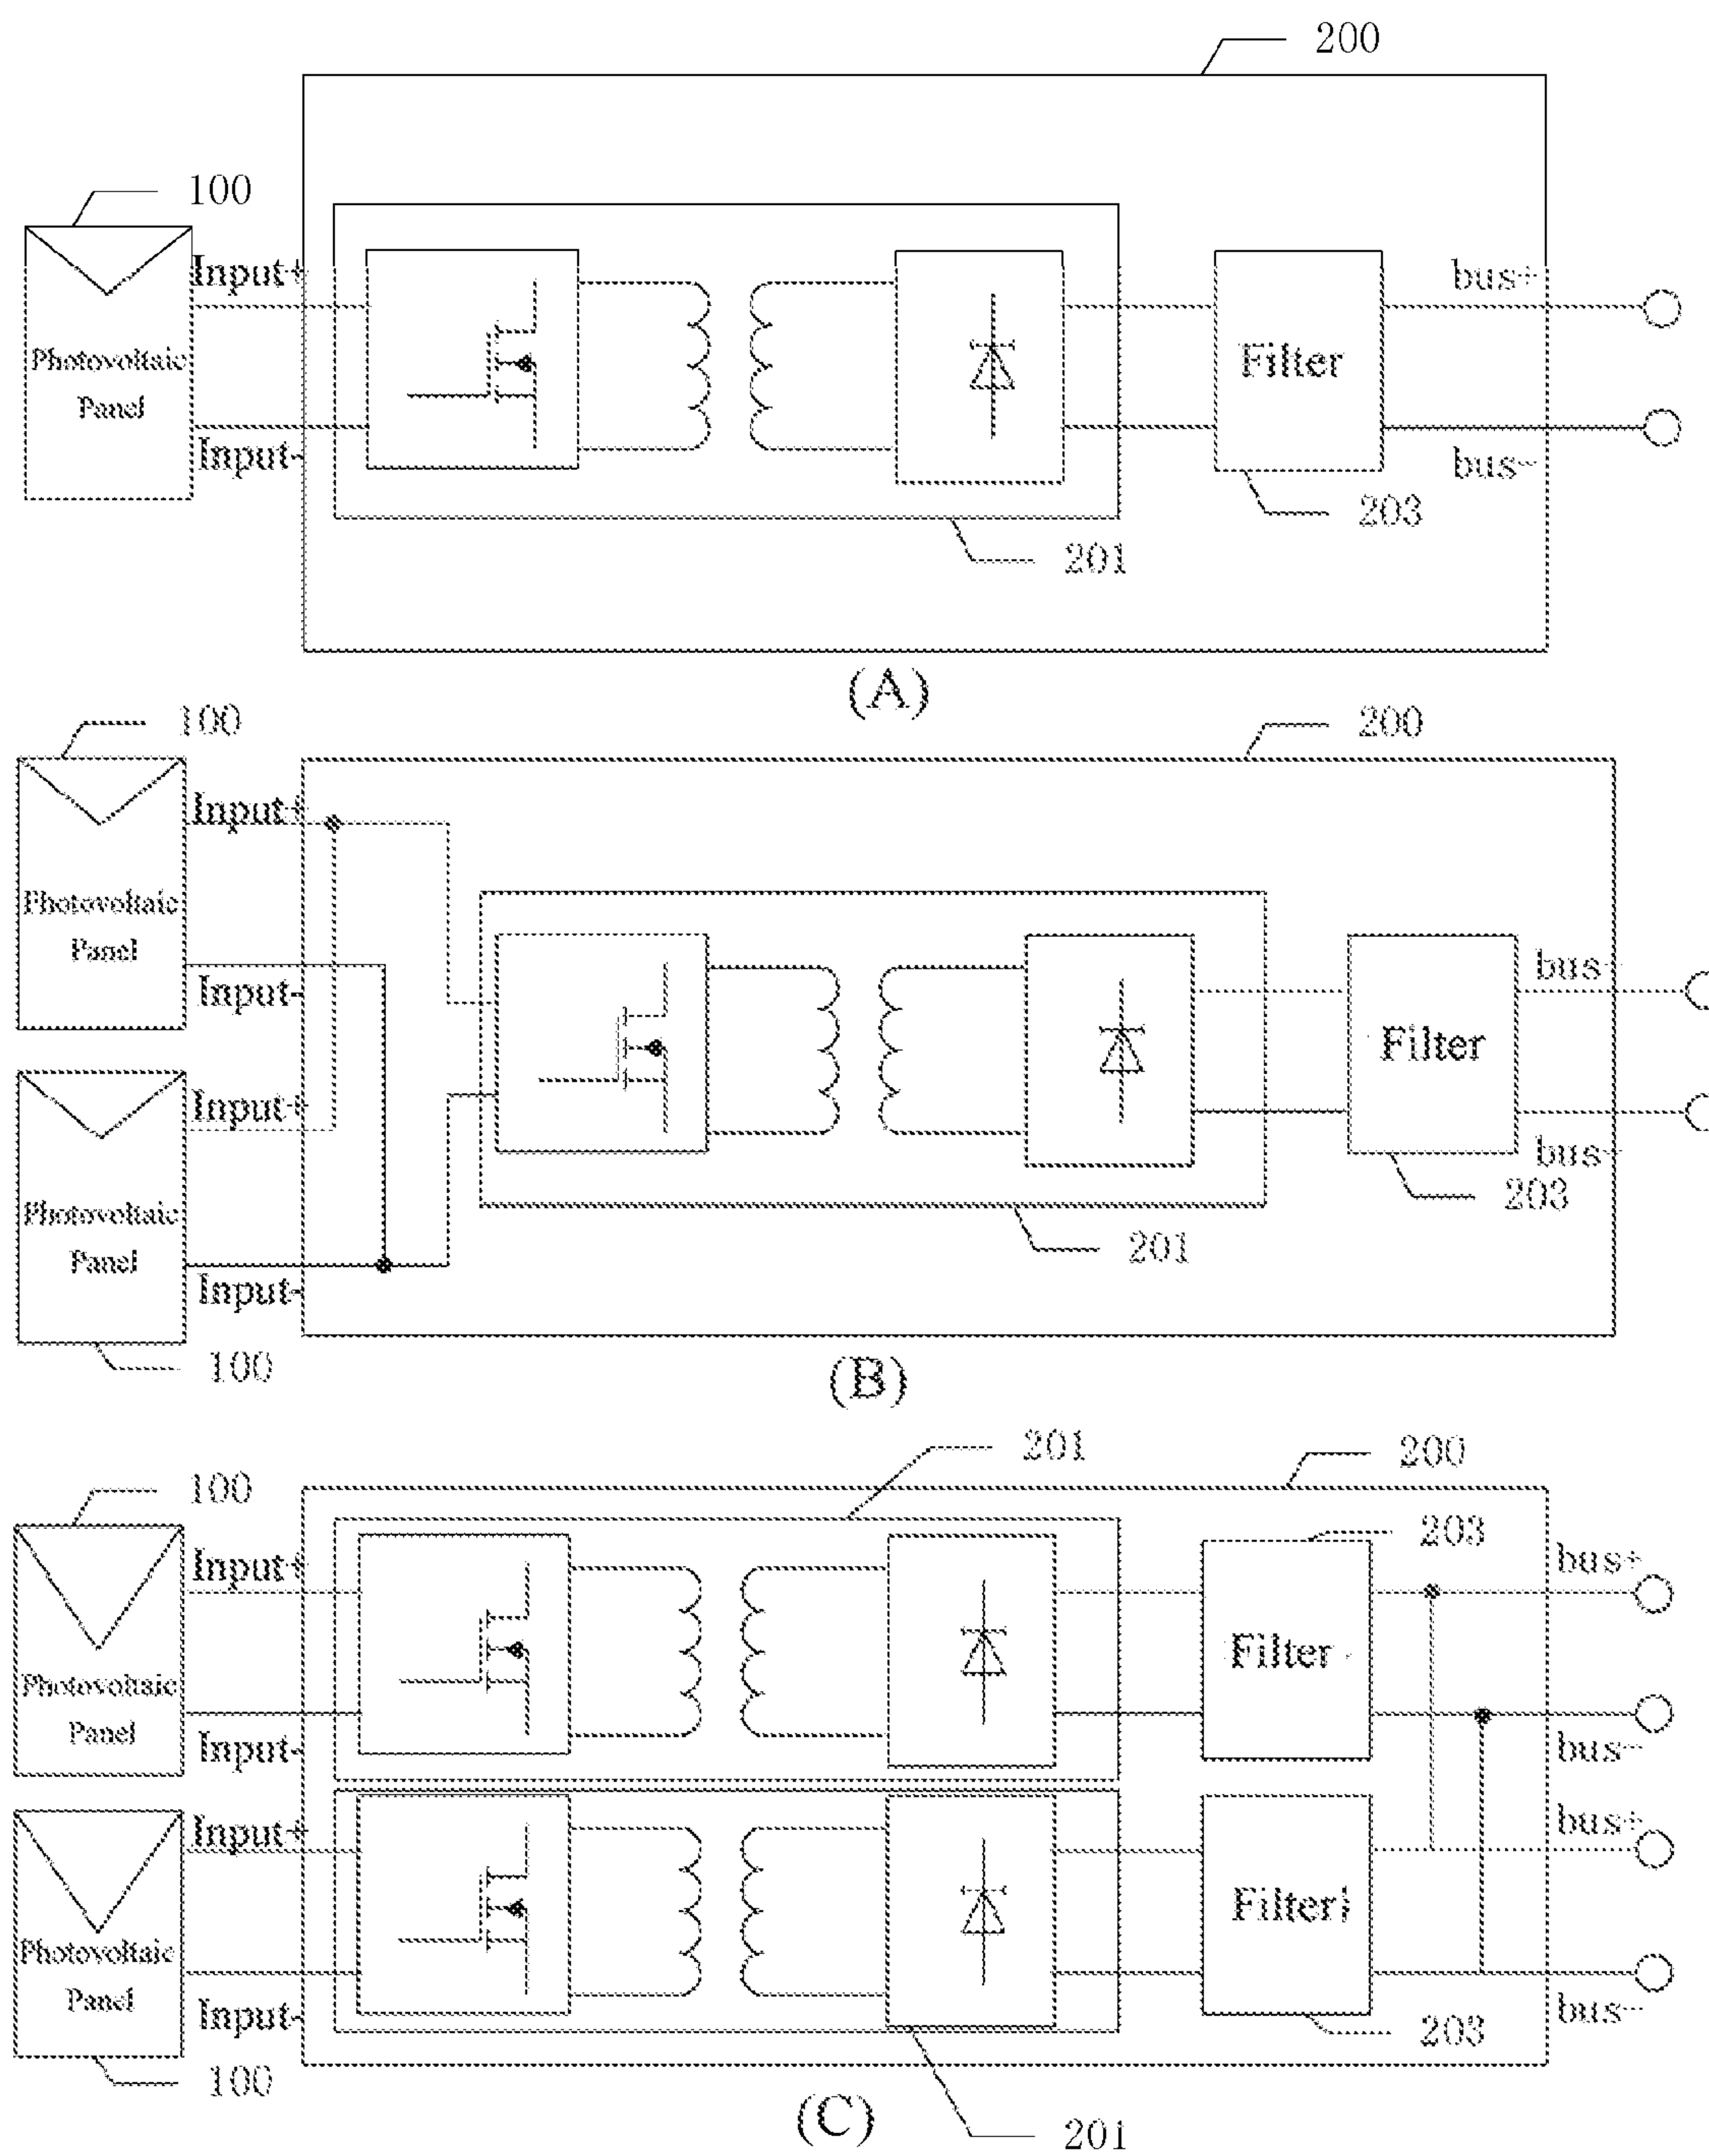 200
100
Input+
bus+
Photovoltaic
Panel
Filter
Input-
bus-
203
201
(A)
100
200
Input+
Photovoltaic
Panel
bus
Input-
Filter
Input+
bus-
203
Photovoltaic
Panel
201
Input-
100
(B)
201
200
100
203
Input+
bus+
Filter
Photovoltaic
Panel
Input-
bus-
Input+
bus+
Filter
Photovoltaic
Panel
Input-
bus-
203
100
(C)
201